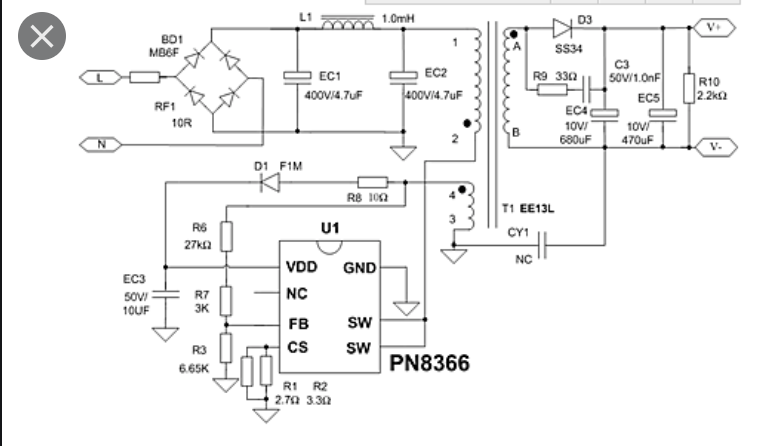 L1 1.0mH
BD1
MB6F
L
RF1
10R
N
EC1
400V/4.7uF
EC2
400V/4.7uF
1
2
A
B
D3
SS34
R9 33Ω
C3
50V/1.0nF
EC4
10V/
680uF
EC5
10V/
470uF
R10
2.2kΩ
V+
V-
D1 F1M
R8 10Ω
4
3
T1 EE13L
CY1
NC
R6
27kΩ
U1
EC3
50V/
10UF
R7
3K
R3
6.65K
VDD
GND
NC
FB
SW
CS
SW
PN8366
R1 R2
2.7Ω 3.3Ω